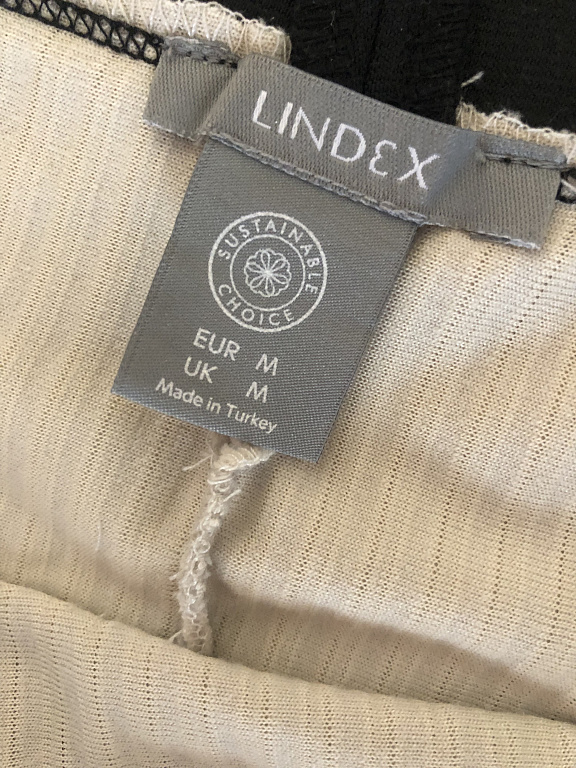 LINDEX
SUSTAINABLE
CHOICE
EUR M
UK M
Made in Turkey